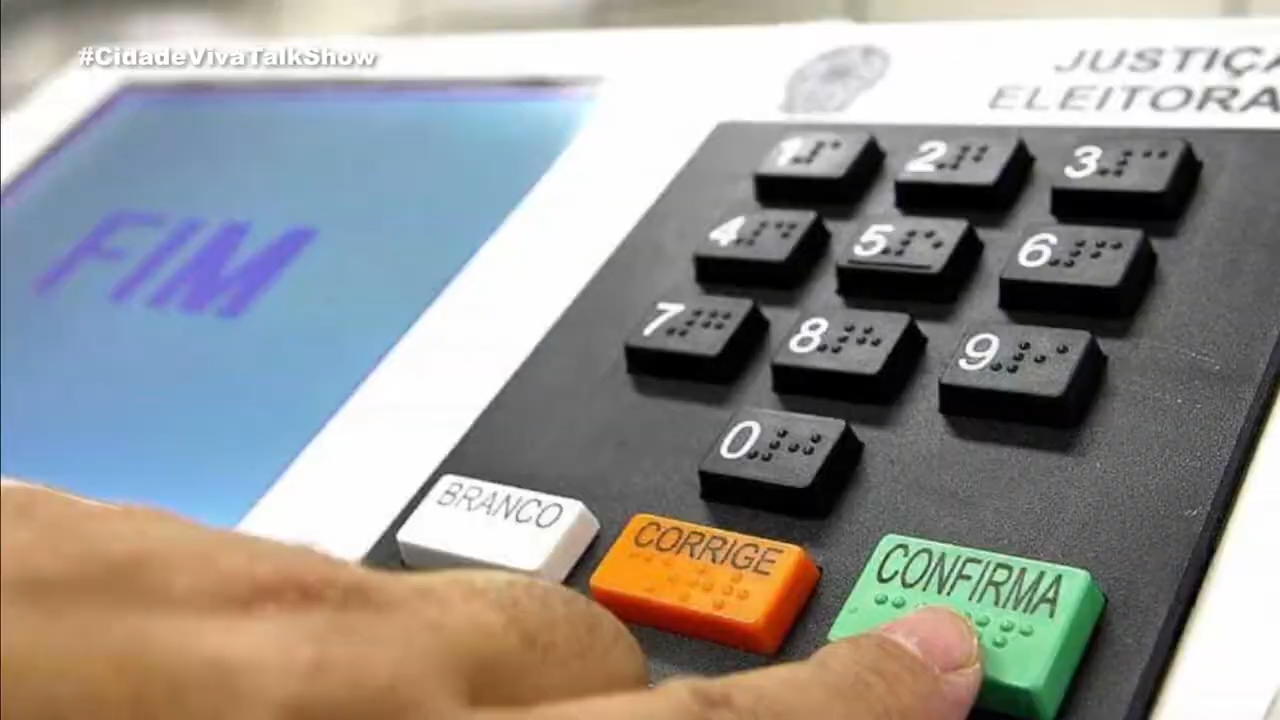 #CidadeVivaTalkShow
JUSTIÇA
ELEITORA
FIM
1 2 3
4 5 6
7 8 9
0
BRANCO
CORRIGE
CONFIRMA